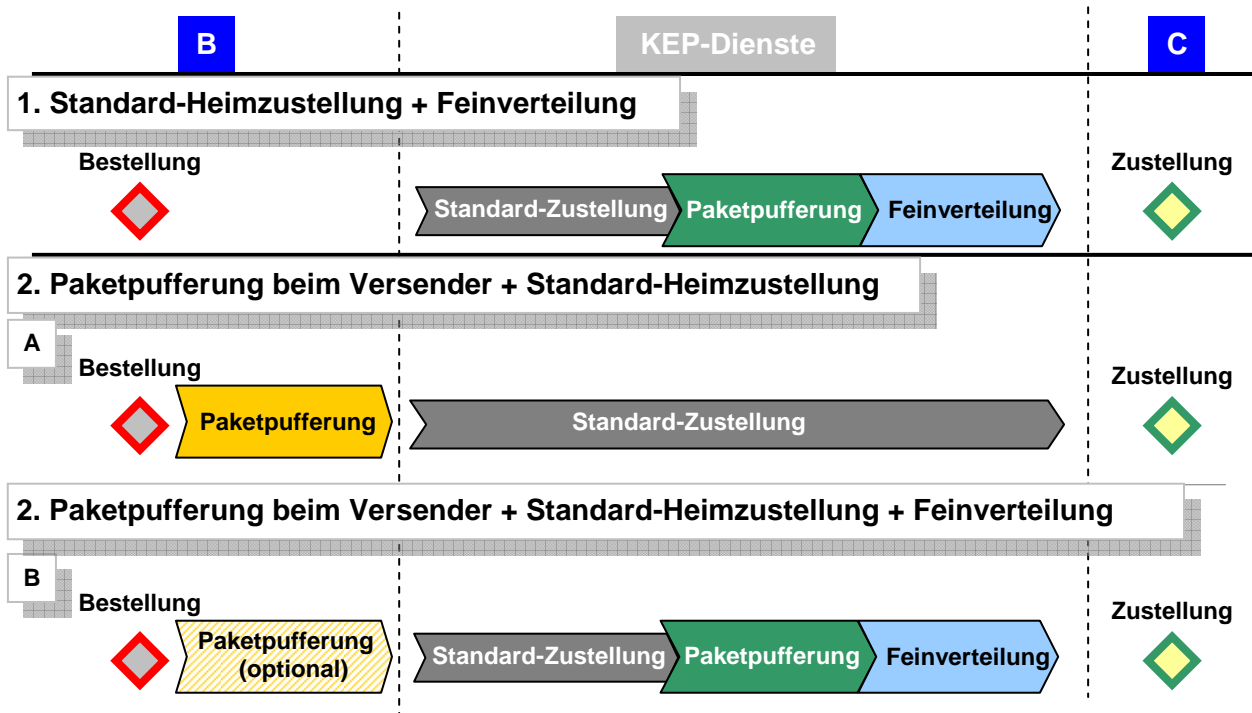 B
KEP-Dienste
C
1. Standard-Heimzustellung + Feinverteilung
Bestellung
Zustellung
Standard-Zustellung
Paketpufferung
Feinverteilung
2. Paketpufferung beim Versender + Standard-Heimzustellung
A
Bestellung
Zustellung
Paketpufferung
Standard-Zustellung
2. Paketpufferung beim Versender + Standard-Heimzustellung + Feinverteilung
B
Bestellung
Zustellung
Paketpufferung
(optional)
Standard-Zustellung
Paketpufferung
Feinverteilung